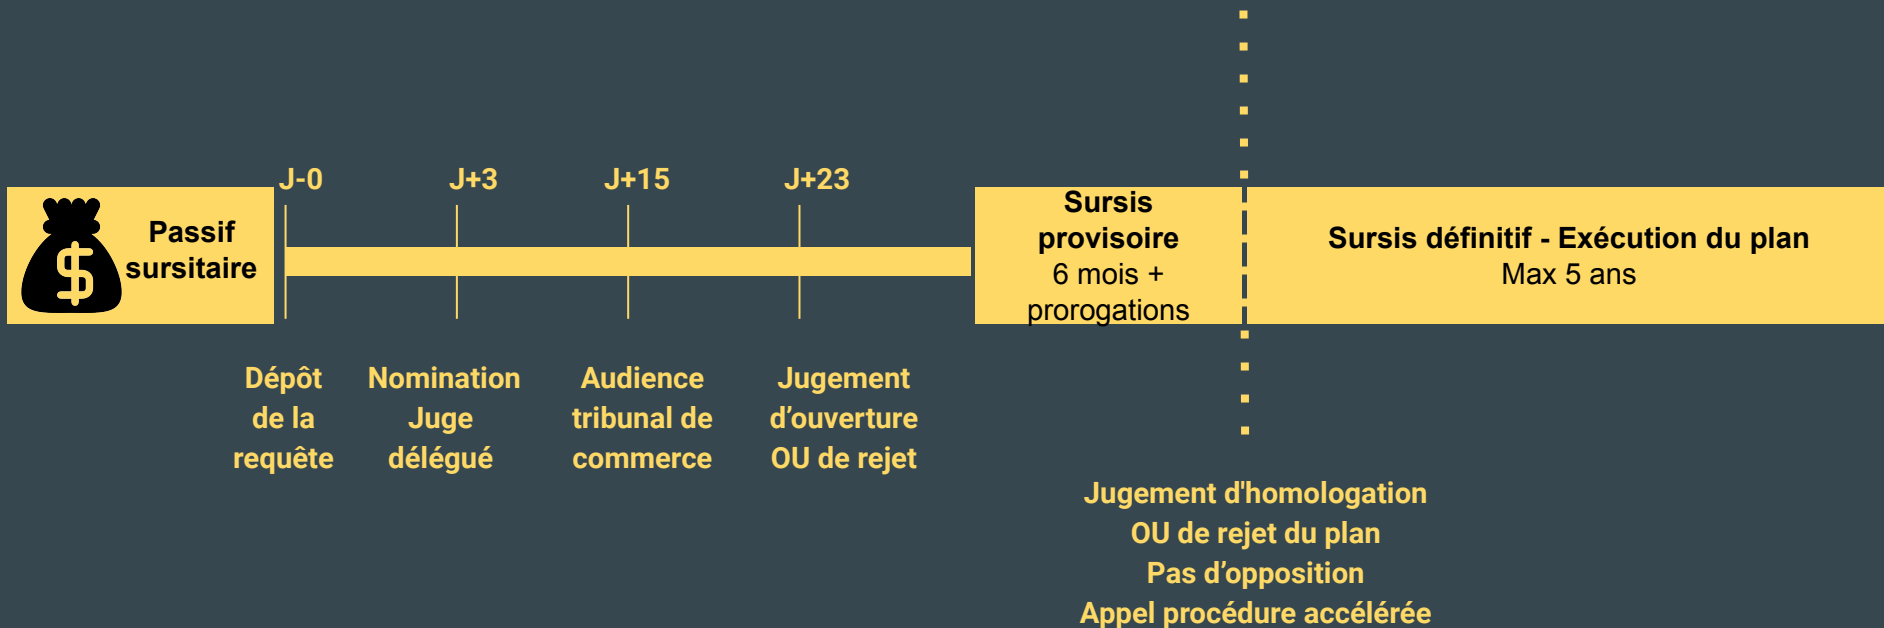 J-0
J+3
J+15
J+23
$
Passif
sursitaire
Sursis
provisoire
6 mois +
prorogations
Sursis définitif - Exécution du plan
Max 5 ans
Dépôt
de la
requête
Nomination
Juge
délégué
Audience
tribunal de
commerce
Jugement
d’ouverture
OU de rejet
Jugement d'homologation
OU de rejet du plan
Pas d’opposition
Appel procédure accélérée